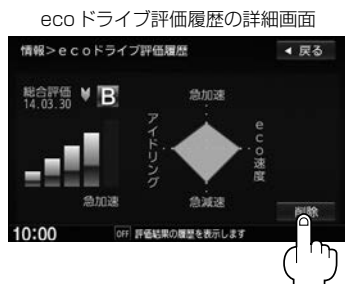 eco ドライブ評価履歴の詳細画面
情報>ecoドライブ評価履歴
戻る
総合評価 B
14.03.30
急加速
アイドリング
eco速度
急減速
急加速
削除
10:00
OFF 評価結果の履歴を表示します